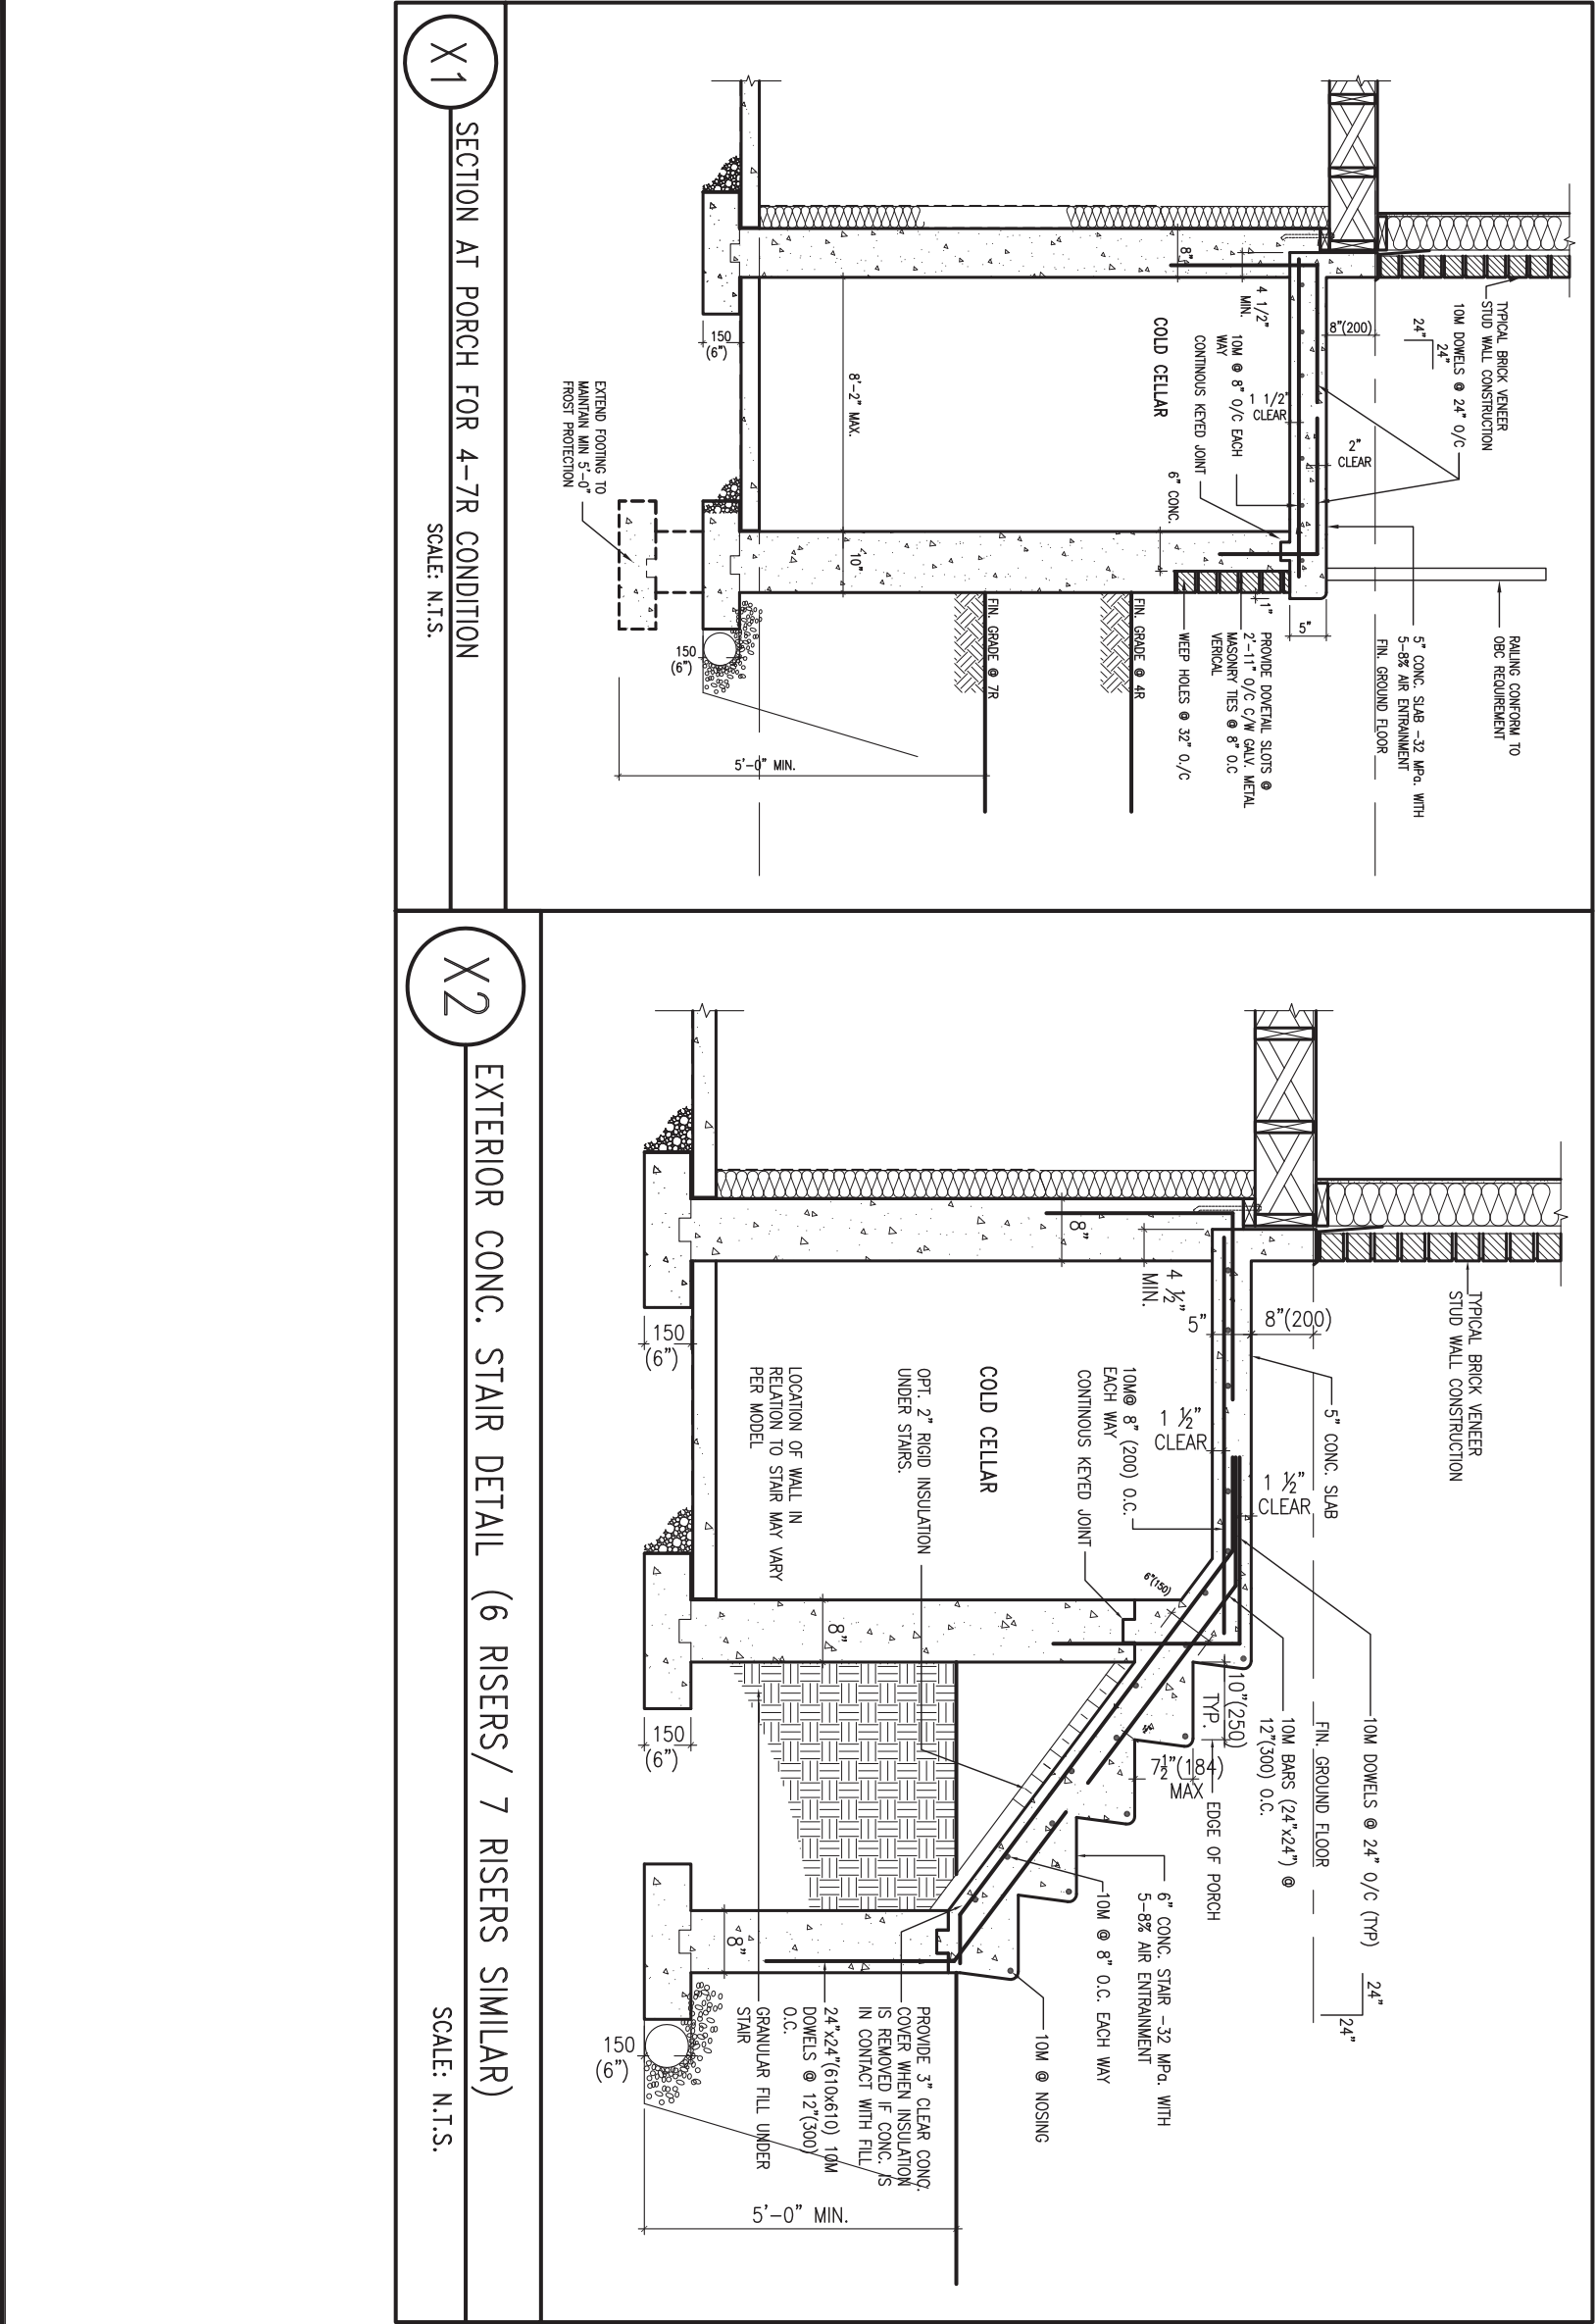 RAILING CONFORM TO
OBC REQUIREMENT
TYPICAL BRICK VENEER
STUD WALL CONSTRUCTION
10M DOWELS @ 24" O/C
24"
24"
5" CONC. SLAB -32 MPa. WITH
5-8% AIR ENTRAINMENT
FIN. GROUND FLOOR
8"(200)
2"
CLEAR
1 1/2"
CLEAR
5"
1"
8"
4 1/2"
MIN.
10M @ 8" O/C EACH
WAY
CONTINOUS KEYED JOINT
COLD CELLAR
6" CONC.
PROVIDE DOVETAIL SLOTS @
2'-11" O/C C/W GALV. METAL
MASONRY TIES @ 8" O.C
VERICAL
WEEP HOLES @ 32" O./C
FIN. GRADE @ 4R
FIN. GRADE @ 7R
8'-2" MAX.
10"
150
(6")
150
(6")
5'-0" MIN.
EXTEND FOOTING TO
MAINTAIN MIN 5'-0"
FROST PROTECTION
X1
SECTION AT PORCH FOR 4-7R CONDITION
SCALE: N.T.S.
TYPICAL BRICK VENEER
STUD WALL CONSTRUCTION
5" CONC. SLAB
10M DOWELS @ 24" O/C (TYP)
24"
24"
FIN. GROUND FLOOR
10M BARS (24"x24") @
12"(300) O.C.
8"(200)
5"
1 ½"
CLEAR
1 ½"
CLEAR
10"(250)
TYP.
EDGE OF PORCH
7½"(184)
MAX
8"
4 ½"
MIN.
10M@ 8" (200) O.C.
EACH WAY
CONTINOUS KEYED JOINT
6"(150)
6" CONC. STAIR -32 MPa. WITH
5-8% AIR ENTRAINMENT
10M @ 8" O.C. EACH WAY
10M @ NOSING
COLD CELLAR
OPT. 2" RIGID INSULATION
UNDER STAIRS.
LOCATION OF WALL IN
RELATION TO STAIR MAY VARY
PER MODEL
8"
8"
PROVIDE 3" CLEAR CONC.
COVER WHEN INSULATION
IS REMOVED IF CONC. IS
IN CONTACT WITH FILL
24"x24"(610x610) 10M
DOWELS @ 12"(300)
O.C.
GRANULAR FILL UNDER
STAIR
150
(6")
150
(6")
150
(6")
5'-0" MIN.
X2
EXTERIOR CONC. STAIR DETAIL (6 RISERS/ 7 RISERS SIMILAR)
SCALE: N.T.S.